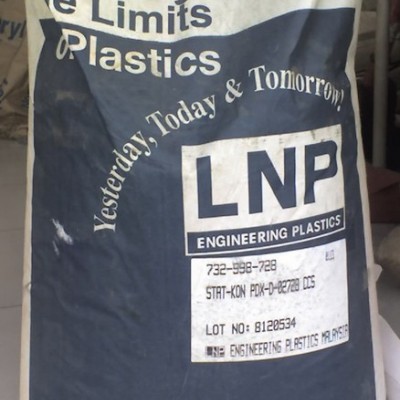 e Limits
o Plastics
Yesterday, Today & Tomorrow!
LNP
ENGINEERING PLASTICS
732-998-728
STAT-KON PDX-D-02728 CCS
LOT NO: 8120534
LNP ENGINEERING PLASTICS MALAYSIA